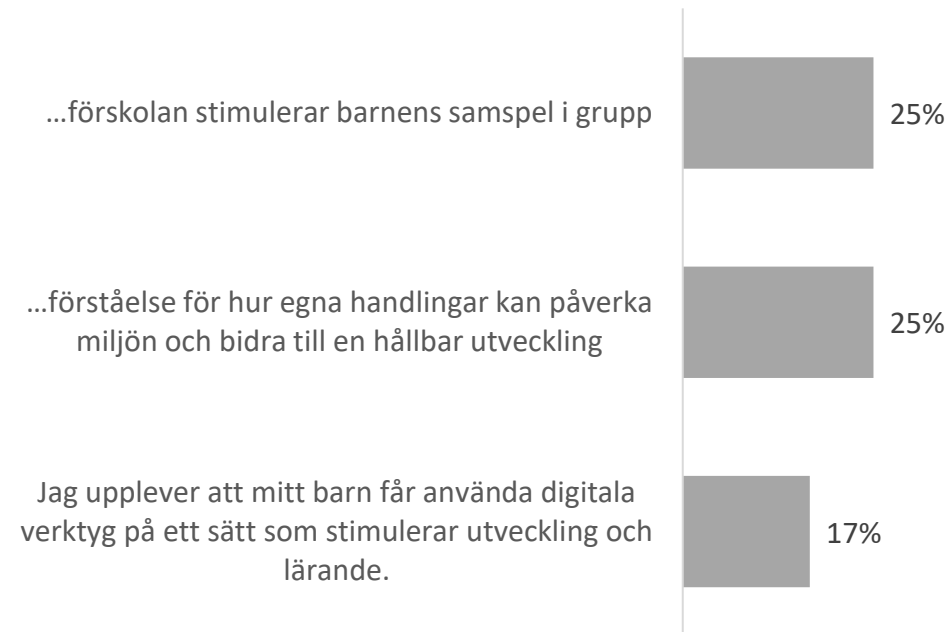 ...förskolan stimulerar barnens samspel i grupp
25%
...förståelse för hur egna handlingar kan påverka
miljön och bidra till en hållbar utveckling
25%
Jag upplever att mitt barn får använda digitala
verktyg på ett sätt som stimulerar utveckling och
lärande.
17%